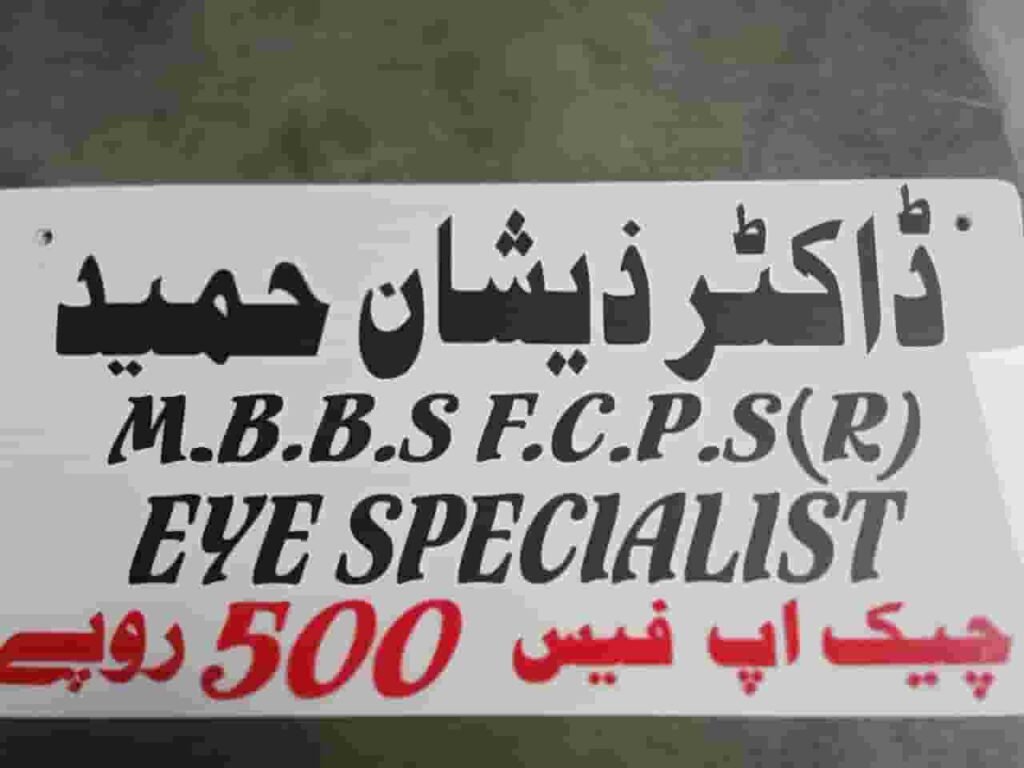 ڈاکٹر ذیشان حمید
M.B.B.S F.C.P.S(R)
EYE SPECIALIST
چیک اپ فیس 500 روپے